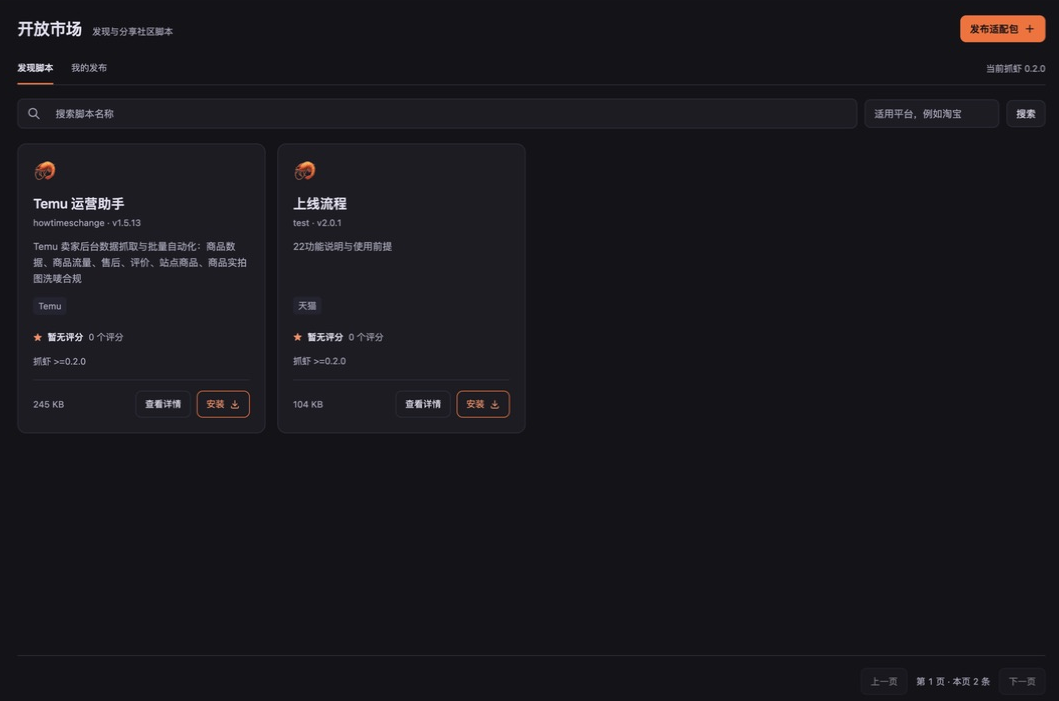 开放市场 发现与分享社区脚本
发布适配包 +
发现脚本 我的发布
当前抓虾 0.2.0
搜索脚本名称
适用平台，例如淘宝
搜索
Temu 运营助手
howtimeschange · v1.5.13
Temu 卖家后台数据抓取与批量自动化：商品数
据、商品流量、售后、评价、站点商品、商品实拍
图洗唛合规
Temu
暂无评分 0 个评分
抓虾 >=0.2.0
245 KB
查看详情
安装
上线流程
test · v2.0.1
22功能说明与使用前提
天猫
暂无评分 0 个评分
抓虾 >=0.2.0
104 KB
查看详情
安装
上一页
第 1 页 · 本页 2 条
下一页